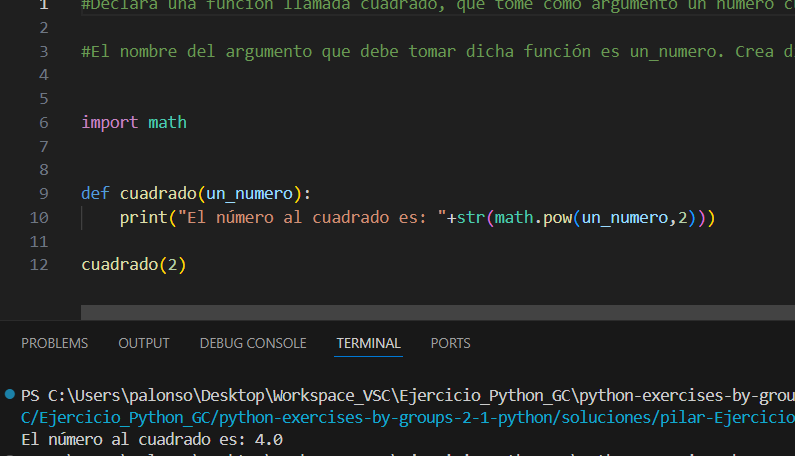 1 #Declara una función llamada cuadrado, que tome como argumento un número
2
3 #El nombre del argumento que debe tomar dicha función es un_numero. Crea
4
5
6 import math
7
8
9 def cuadrado(un_numero):
10 print("El número al cuadrado es: "+str(math.pow(un_numero,2)))
11
12 cuadrado(2)
PROBLEMS OUTPUT DEBUG CONSOLE TERMINAL PORTS
PS C:\Users\palonso\Desktop\Workspace_VSC\Ejercicio_Python_GC\python-exercises-by-grou
C/Ejercicio_Python_GC/python-exercises-by-groups-2-1-python/soluciones/pilar-Ejercicio
El número al cuadrado es: 4.0